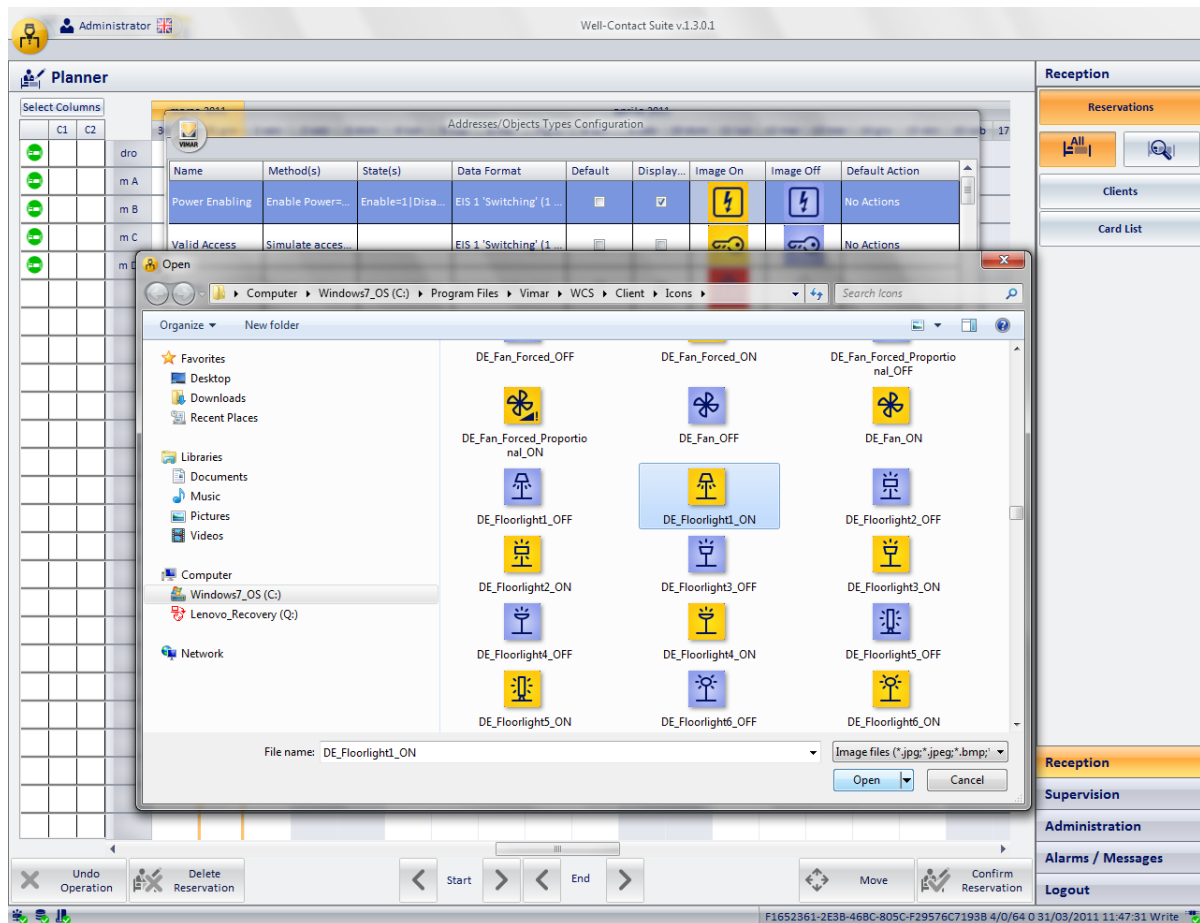 Administrator
Well-Contact Suite v.1.3.0.1
Planner
Select Columns
C1 C2
dro
m A
m B
m C
Addresses/Objects Types Configuration
VIMAR
b 17
Name Method(s) State(s) Data Format Default Display... Image On Image Off Default Action
Power Enabling Enable Power=... Enable=1|Disa... EIS 1 'Switching' (1 ... No Actions
Valid Access Simulate acces... EIS 1 'Switching' (1 ... No Actions
Open
Computer Windows7_OS (C:) Program Files Vimar WCS Client Icons
Search Icons
Organize New folder
Favorites
Desktop
Downloads
Recent Places
Libraries
Documents
Music
Pictures
Videos
Computer
Windows7_OS (C:)
Lenovo_Recovery (Q:)
Network
DE_Fan_Forced_OFF DE_Fan_Forced_ON DE_Fan_Forced_Proportio
nal_OFF
DE_Fan_Forced_Proportio DE_Fan_OFF DE_Fan_ON
nal_ON
DE_Floorlight1_OFF DE_Floorlight1_ON DE_Floorlight2_OFF
DE_Floorlight2_ON DE_Floorlight3_OFF DE_Floorlight3_ON
DE_Floorlight4_OFF DE_Floorlight4_ON DE_Floorlight5_OFF
DE_Floorlight5_ON DE_Floorlight6_OFF DE_Floorlight6_ON
File name: DE_Floorlight1_ON
Image files (*.jpg;*.jpeg;*.bmp;
Open Cancel
Reception
Reservations
All
Clients
Card List
Reception
Supervision
Administration
Alarms / Messages
Logout
Undo
Operation
Delete
Reservation
Start
End
Move
Confirm
Reservation
F1652361-2E3B-46BC-805C-F29576C7193B 4/0/64 0 31/03/2011 11:47:31 Write